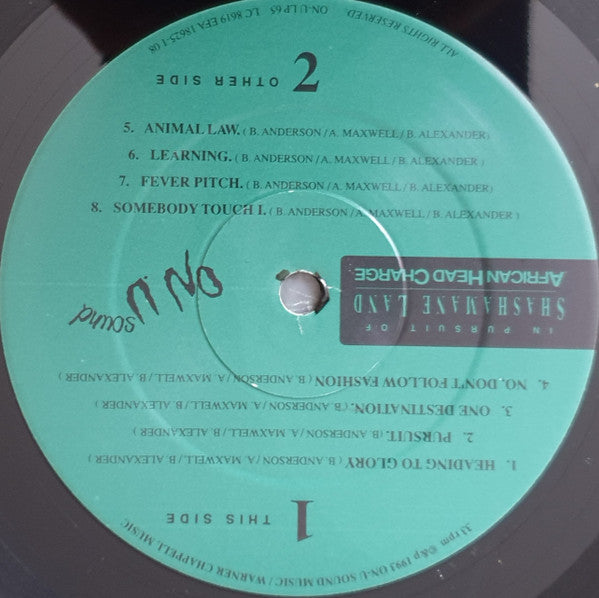 ALL RIGHTS RESERVED. ON-U LP 65 LC 8619 EFA 18625-1-08
2 OTHER SIDE
5. ANIMAL LAW. ( B. ANDERSON / A. MAXWELL / B. ALEXANDER)
6. LEARNING. ( B. ANDERSON / A. MAXWELL / B. ALEXANDER )
7. FEVER PITCH. ( B. ANDERSON / A. MAXWELL / B. ALEXANDER )
8. SOMEBODY TOUCH I. ( B. ANDERSON / A. MAXWELL / B. ALEXANDER )
ON U
sound
IN PURSUIT OF
SHASHAMANE LAND
AFRICAN HEAD CHARGE.
1 THIS SIDE
1. HEADING TO GLORY ( B. ANDERSON / A. MAXWELL / B. ALEXANDER )
2. PURSUIT. (B. ANDERSON / A. MAXWELL / B. ALEXANDER )
3. ONE DESTINATION. ( B. ANDERSON / A. MAXWELL / B. ALEXANDER )
4. NO, DON'T FOLLOW FASHION (B. ANDERSON / A. MAXWELL / B. ALEXANDER )
33 rpm ©&p 1993 ON-U SOUND MUSIC / WARNER CHAPPELL MUSIC